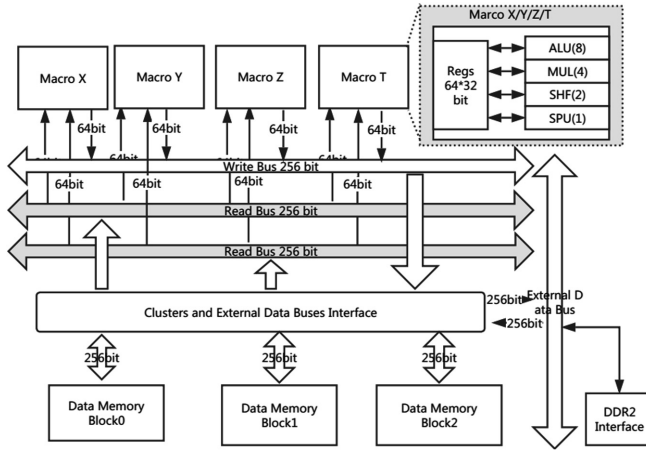 Marco X/Y/Z/T
Macro X
Macro Y
Macro Z
Macro T
Regs
64*32
bit
ALU(8)
MUL(4)
SHF(2)
SPU(1)
64bit
64bit
64bit
64bit
Write Bus 256 bit
64bit
64bit
64bit
64bit
Read Bus 256 bit
Read Bus 256 bit
Clusters and External Data Buses Interface
256bit
256bit
External D
ata Bus
256bit
256bit
256bit
Data Memory
Block0
Data Memory
Block1
Data Memory
Block2
DDR2
Interface